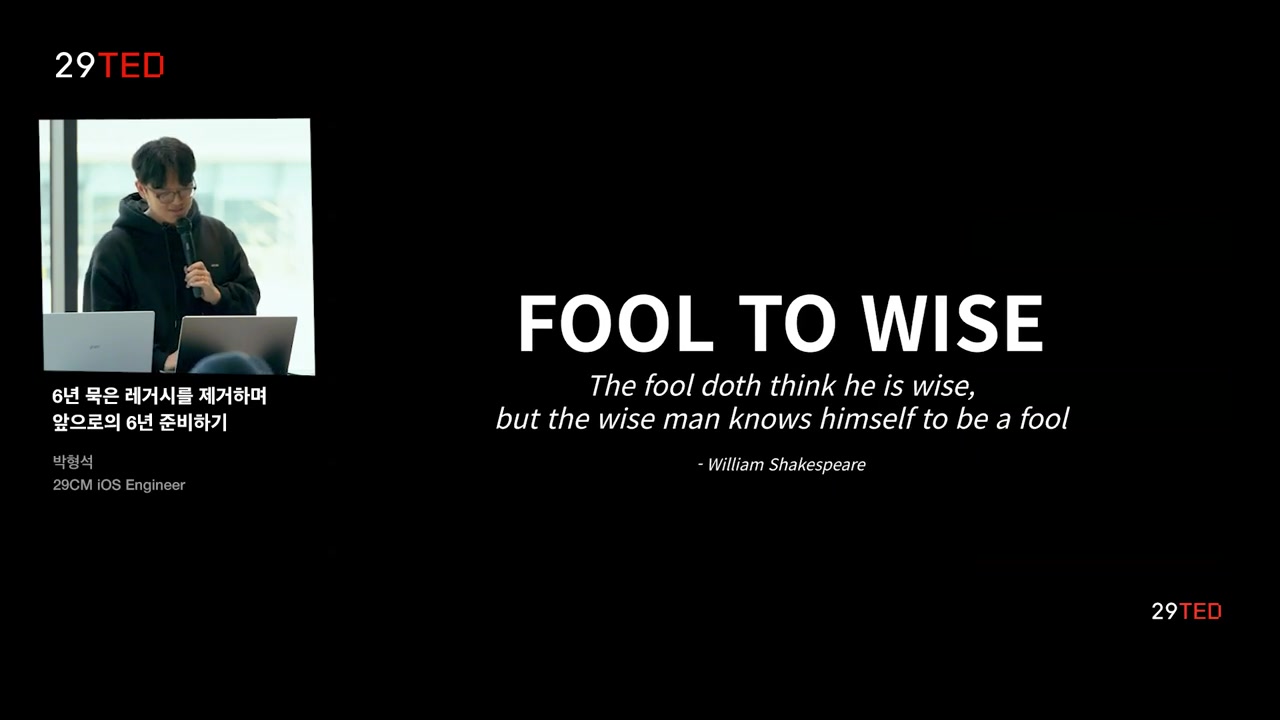 29TED
6년 묵은 레거시를 제거하며
앞으로의 6년 준비하기
박형석
29CM iOS Engineer
FOOL TO WISE
The fool doth think he is wise,
but the wise man knows himself to be a fool
- William Shakespeare
29TED